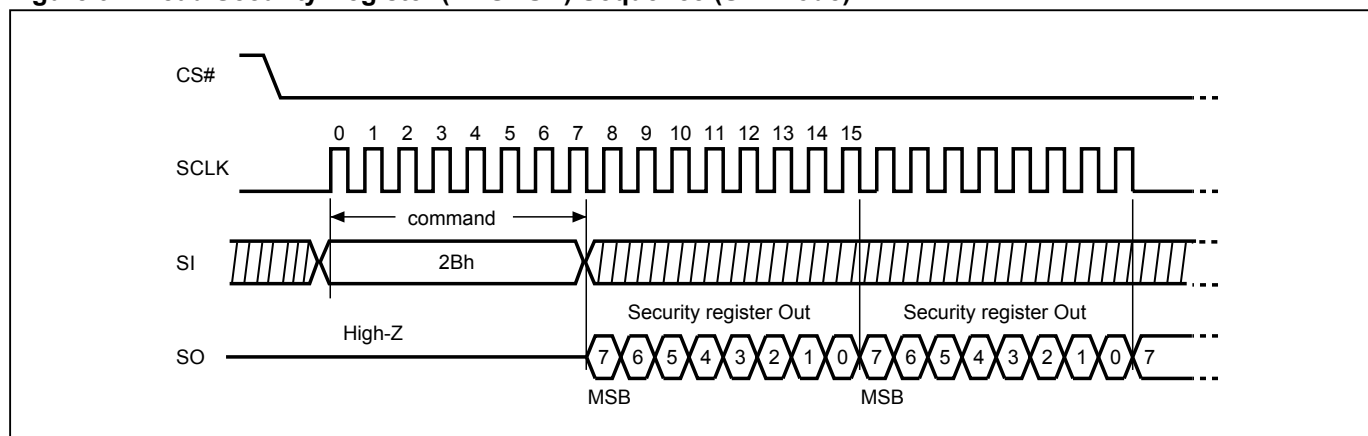 CS#
0 1 2 3 4 5 6 7 8 9 10 11 12 13 14 15
SCLK
command
SI
2Bh
Security register Out Security register Out
High-Z
SO
7 6 5 4 3 2 1 0 7 6 5 4 3 2 1 0 7
MSB MSB